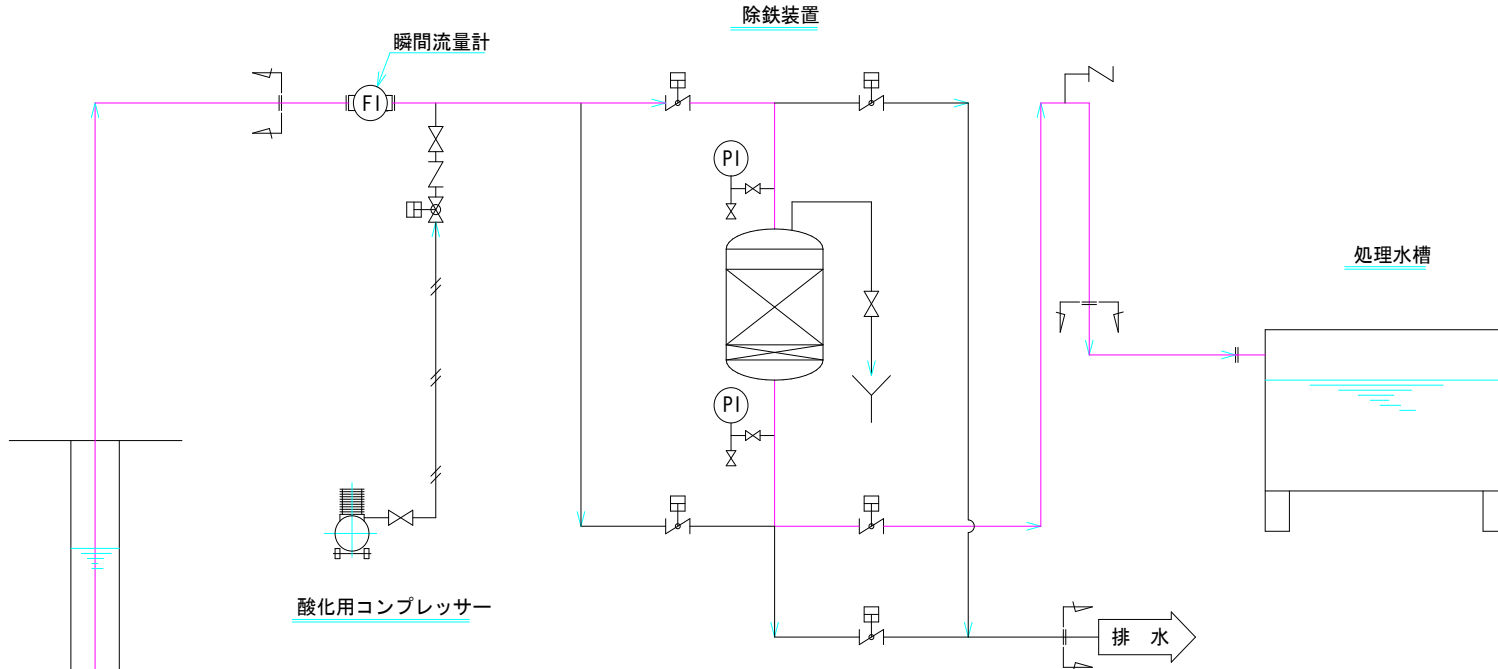 除鉄装置
瞬間流量計
FI
PI
処理水槽
PI
酸化用コンプレッサー
排 水